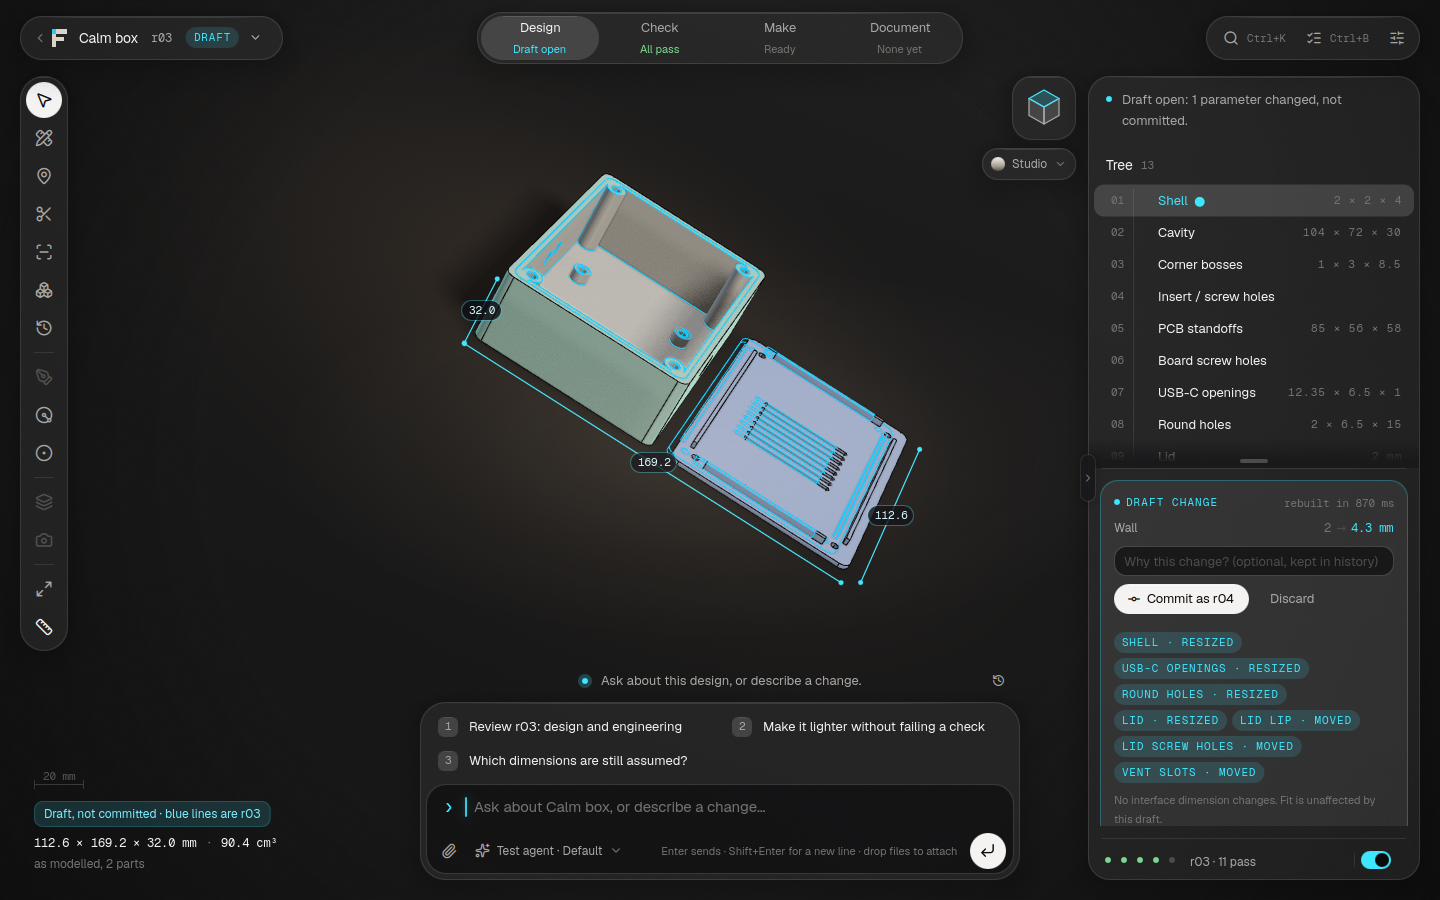 Calm box r03 DRAFT
Design
Draft open
Check
All pass
Make
Ready
Document
None yet
Ctrl+K
Ctrl+B
Studio
Draft open: 1 parameter changed, not
committed.
Tree 13
01 Shell 2 × 2 × 4
02 Cavity 104 × 72 × 30
03 Corner bosses 1 × 3 × 8.5
04 Insert / screw holes
05 PCB standoffs 85 × 56 × 58
06 Board screw holes
07 USB-C openings 12.35 × 6.5 × 1
08 Round holes 2 × 6.5 × 15
09 Lid 2 mm
32.0
169.2
112.6
DRAFT CHANGE rebuilt in 870 ms
Wall 2 → 4.3 mm
Why this change? (optional, kept in history)
Commit as r04
Discard
SHELL · RESIZED
USB-C OPENINGS · RESIZED
ROUND HOLES · RESIZED
LID · RESIZED LID LIP · MOVED
LID SCREW HOLES · MOVED
VENT SLOTS · MOVED
No interface dimension changes. Fit is unaffected by
this draft.
r03 · 11 pass
Ask about this design, or describe a change.
1 Review r03: design and engineering
2 Make it lighter without failing a check
3 Which dimensions are still assumed?
Ask about Calm box, or describe a change...
Test agent · Default
Enter sends · Shift+Enter for a new line · drop files to attach
20 mm
Draft, not committed · blue lines are r03
112.6 × 169.2 × 32.0 mm · 90.4 cm³
as modelled, 2 parts